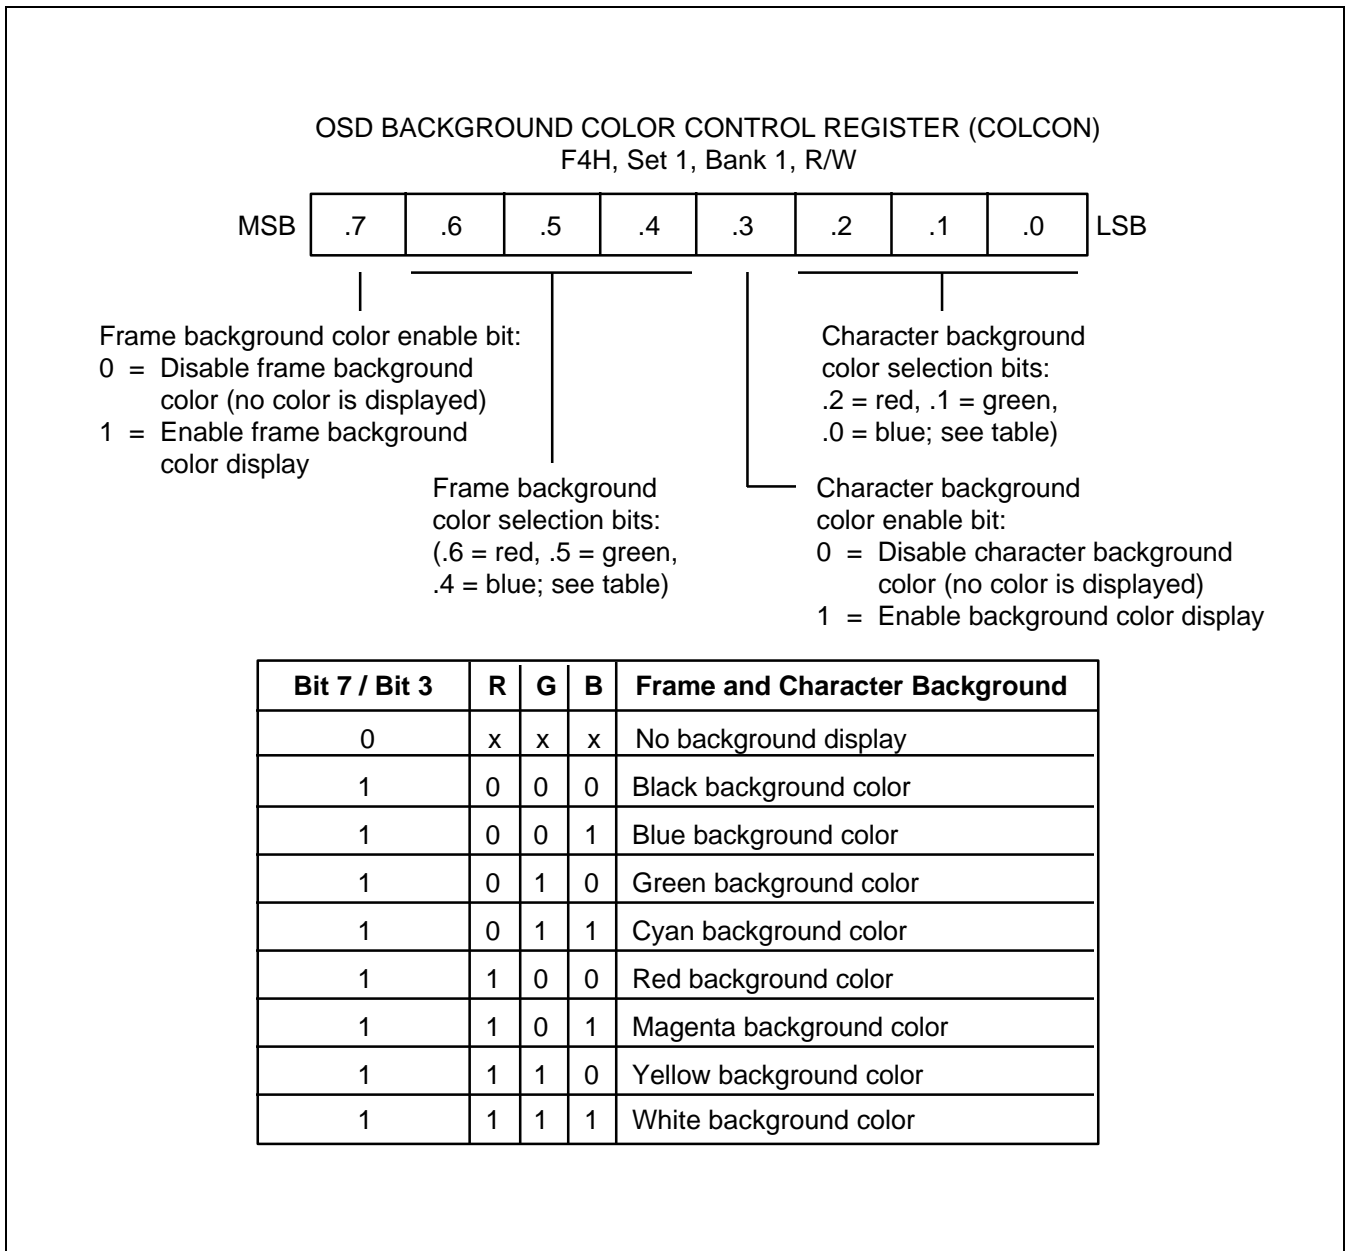 OSD BACKGROUND COLOR CONTROL REGISTER (COLCON)
F4H, Set 1, Bank 1, R/W
MSB .7 .6 .5 .4 .3 .2 .1 .0 LSB
Frame background color enable bit:
0 = Disable frame background
color (no color is displayed)
1 = Enable frame background
color display
Character background
color selection bits:
.2 = red, .1 = green,
.0 = blue; see table)
Frame background
color selection bits:
(.6 = red, .5 = green,
.4 = blue; see table)
Character background
color enable bit:
0 = Disable character background
color (no color is displayed)
1 = Enable background color display
Bit 7 / Bit 3 R G B Frame and Character Background
0 x x x No background display
1 0 0 0 Black background color
1 0 0 1 Blue background color
1 0 1 0 Green background color
1 0 1 1 Cyan background color
1 1 0 0 Red background color
1 1 0 1 Magenta background color
1 1 1 0 Yellow background color
1 1 1 1 White background color